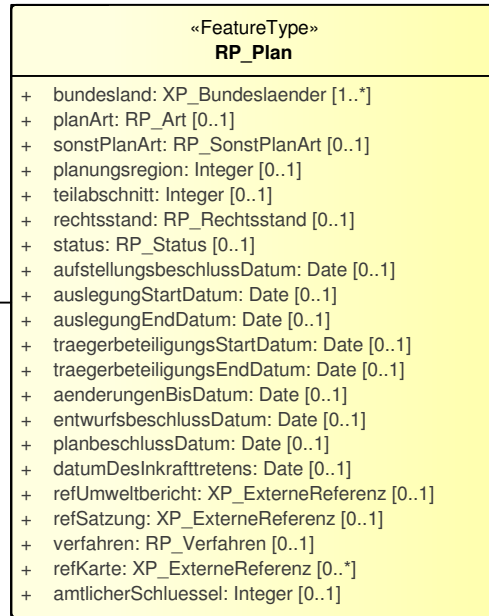 «FeatureType»
RP_Plan
+ bundesland: XP_Bundeslaender [1..*]
+ planArt: RP_Art [0..1]
+ sonstPlanArt: RP_SonstPlanArt [0..1]
+ planungsregion: Integer [0..1]
+ teilabschnitt: Integer [0..1]
+ rechtsstand: RP_Rechtsstand [0..1]
+ status: RP_Status [0..1]
+ aufstellungsbeschlussDatum: Date [0..1]
+ auslegungStartDatum: Date [0..1]
+ auslegungEndDatum: Date [0..1]
+ traegerbeteiligungsStartDatum: Date [0..1]
+ traegerbeteiligungsEndDatum: Date [0..1]
+ aenderungenBisDatum: Date [0..1]
+ entwurfsbeschlussDatum: Date [0..1]
+ planbeschlussDatum: Date [0..1]
+ datumDesInkrafttretens: Date [0..1]
+ refUmweltbericht: XP_ExterneReferenz [0..1]
+ refSatzung: XP_ExterneReferenz [0..1]
+ verfahren: RP_Verfahren [0..1]
+ refKarte: XP_ExterneReferenz [0..*]
+ amtlicherSchluessel: Integer [0..1]